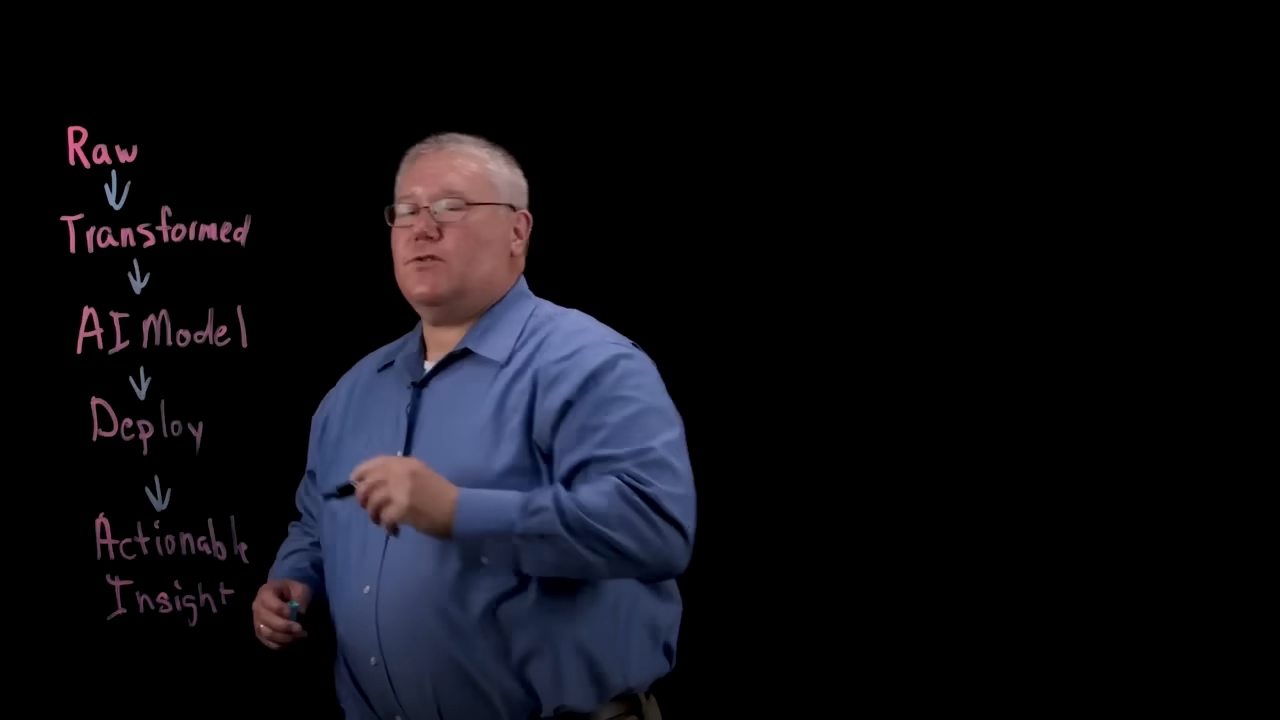 Raw
Transformed
AI Model
Deploy
Actionable
Insight